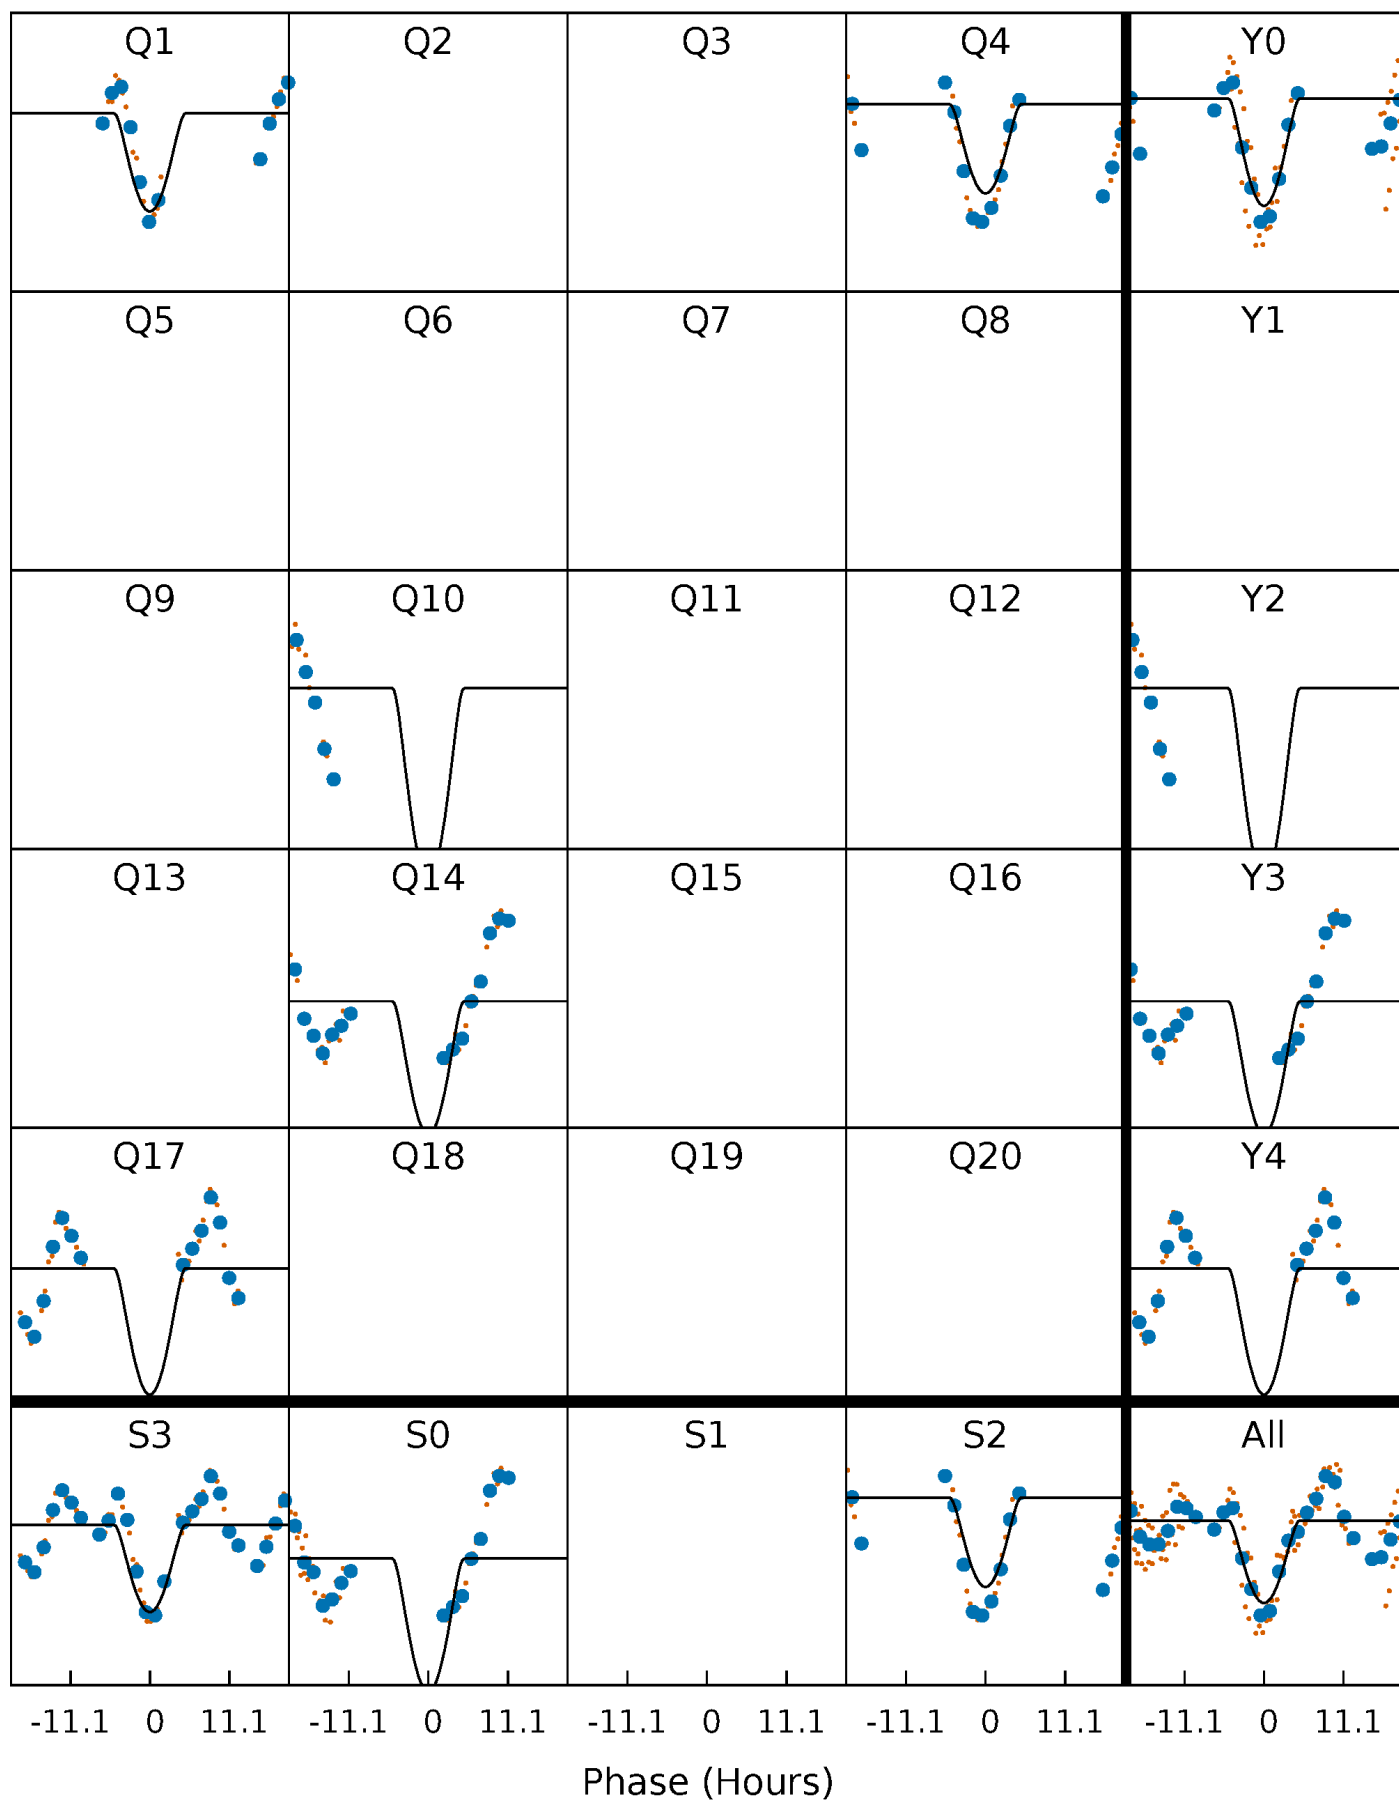 Q1 Q2 Q3 Q4 Y0
Q5 Q6 Q7 Q8 Y1
Q9 Q10 Q11 Q12 Y2
Q13 Q14 Q15 Q16 Y3
Q17 Q18 Q19 Q20 Y4
S3 S0 S1 S2 All
-11.1 0 11.1 -11.1 0 11.1 -11.1 0 11.1 -11.1 0 11.1 -11.1 0 11.1
Phase (Hours)